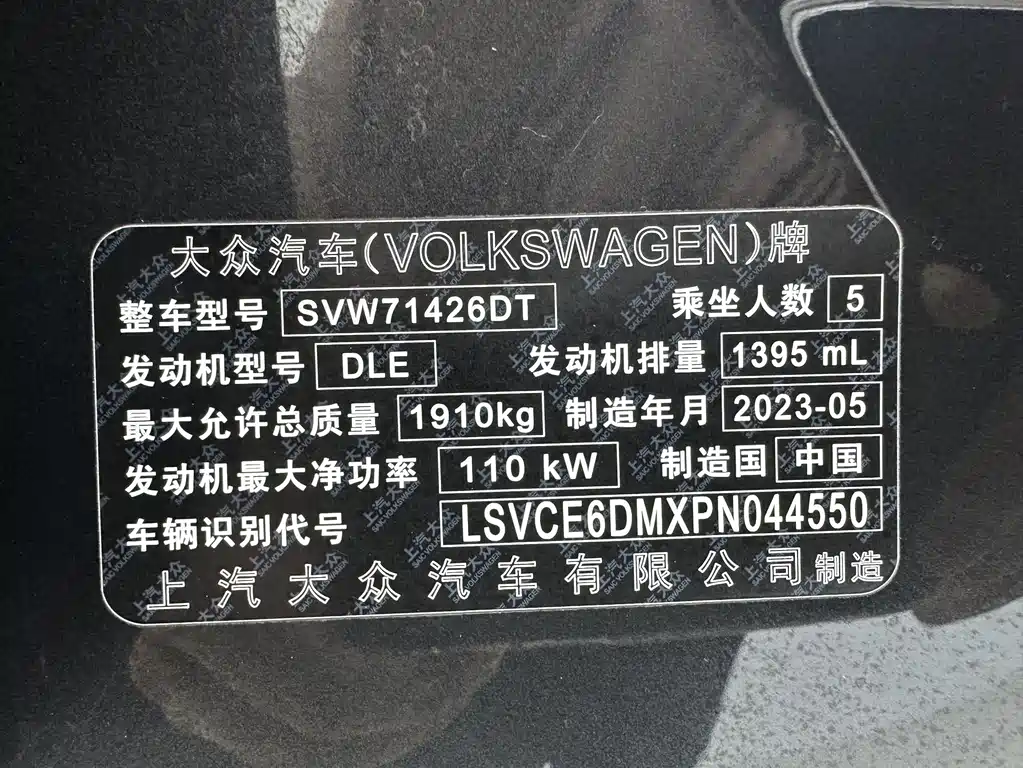 大众汽车(VOLKSWAGEN)牌
整车型号 SVW71426DT 乘坐人数 5
发动机型号 DLE 发动机排量 1395 mL
最大允许总质量 1910kg 制造年月 2023-05
发动机最大净功率 110 kW 制造国 中国
车辆识别代号 LSVCE6DMXPN044550
上汽大众汽车有限公司制造